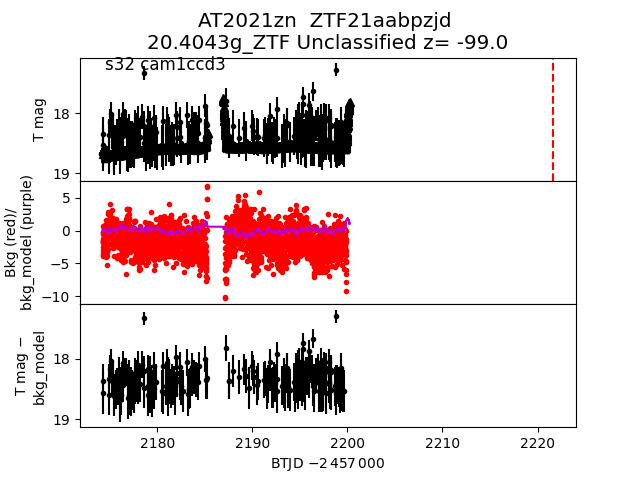 AT2021zn  ZTF21aabpzjd
20.4043g_ZTF Unclassified z= -99.0
s32 cam1ccd3
T mag
18
19
Bkg (red)/
bkg_model (purple)
5
0
−5
−10
T mag −
bkg_model
18
19
2180 2190 2200 2210 2220
BTJD −2 457 000